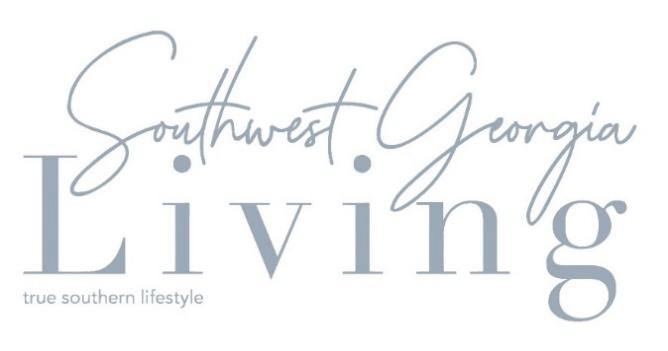 Southwest Georgia
Living
true southern lifestyle